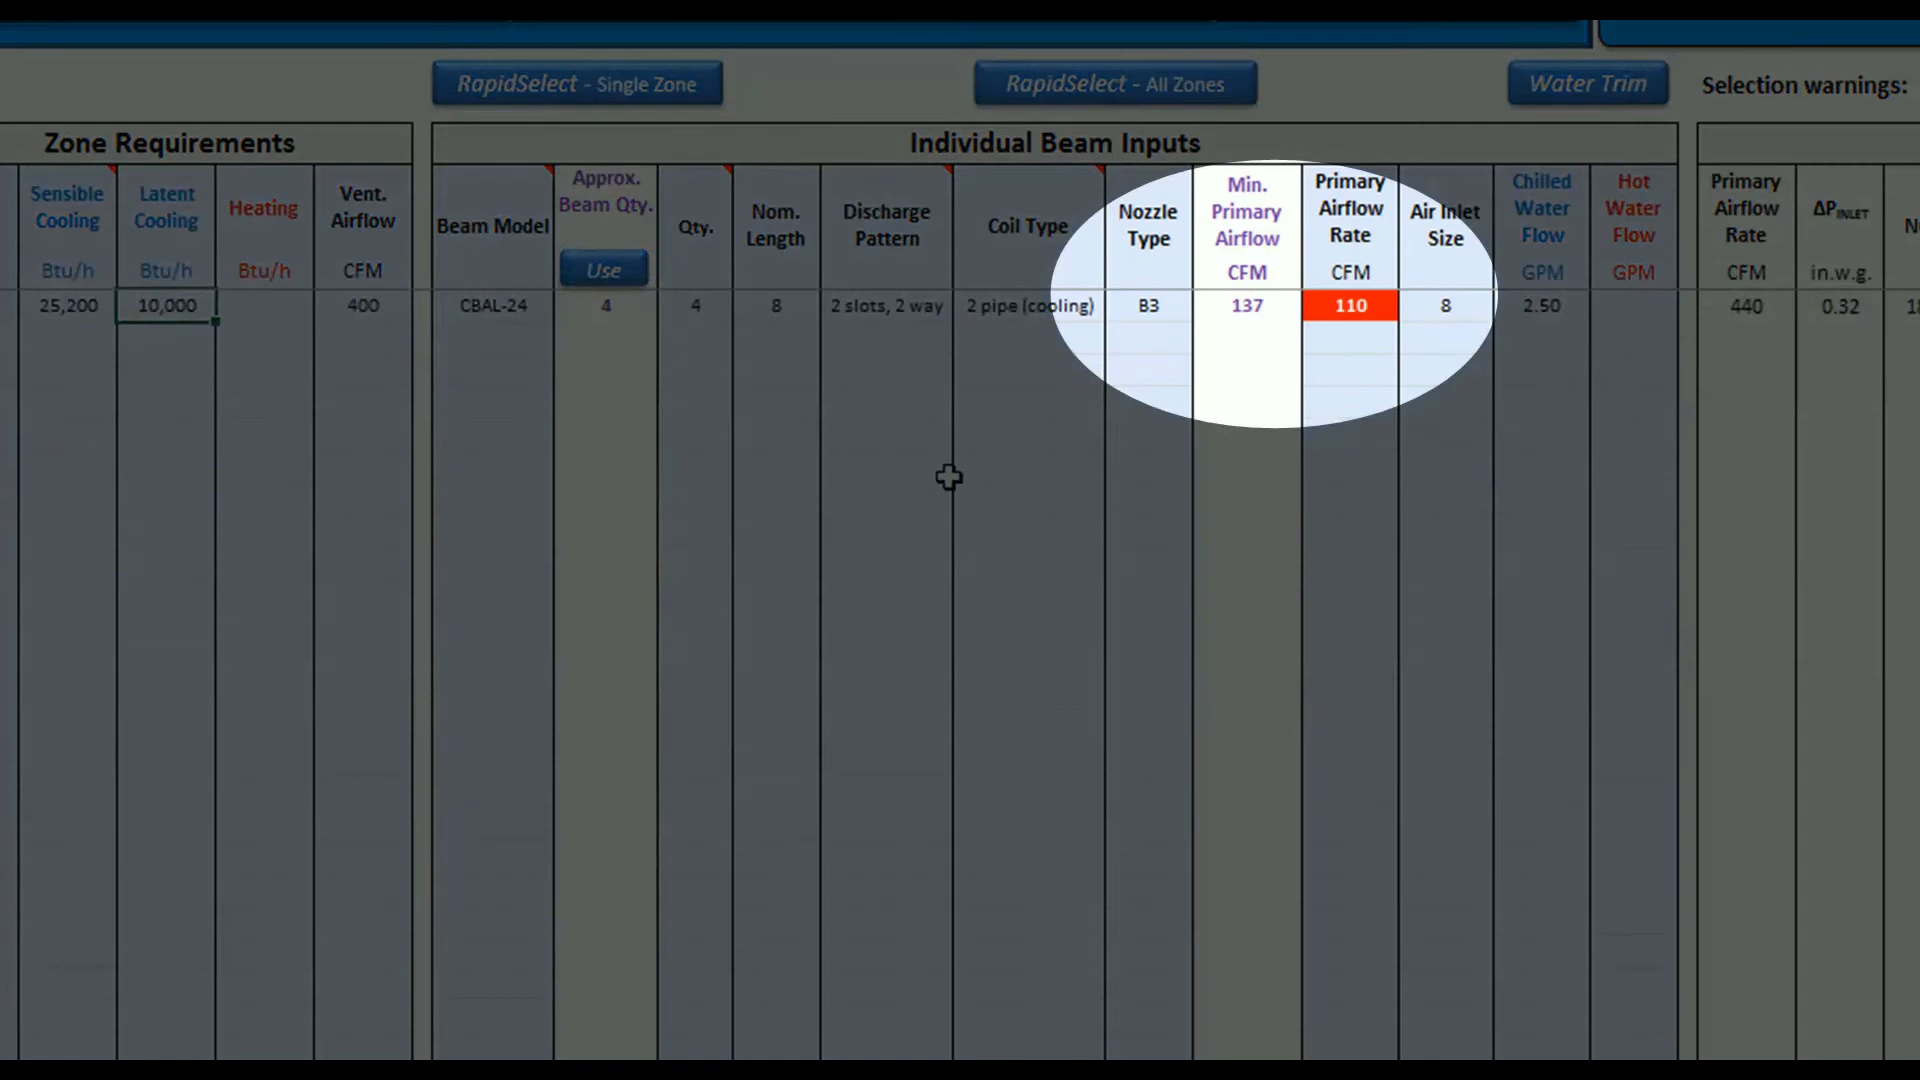 RapidSelect - Single Zone
RapidSelect - All Zones
Water Trim
Selection warnings:
Zone Requirements
Individual Beam Inputs
Sensible Cooling
Latent Cooling
Heating
Vent. Airflow
Beam Model
Approx. Beam Qty.
Use
Qty.
Nom. Length
Discharge Pattern
Coil Type
Nozzle Type
Min. Primary Airflow
Primary Airflow Rate
Air Inlet Size
Chilled Water Flow
Hot Water Flow
Primary Airflow Rate
ΔPINLET
Btu/h Btu/h Btu/h CFM CFM CFM GPM GPM CFM in.w.g.
25,200 10,000 400 CBAL-24 4 4 8 2 slots, 2 way 2 pipe (cooling) B3 137 110 8 2.50 440 0.32